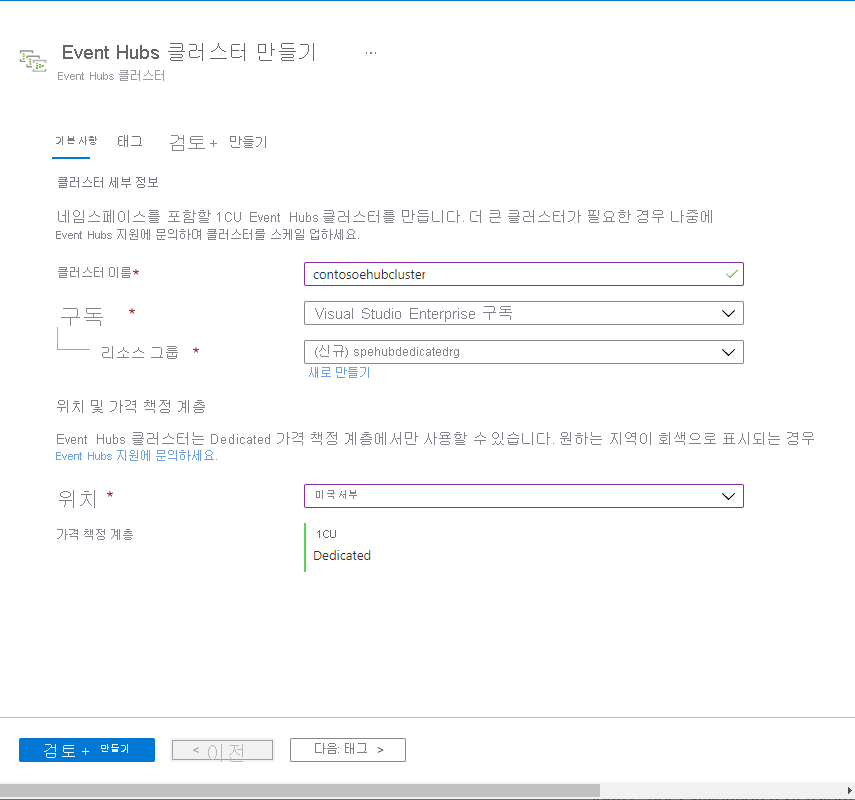 Event Hubs 클러스터 만들기 ...
Event Hubs 클러스터
기본 사항 태그 검토 + 만들기
클러스터 세부 정보
네임스페이스를 포함할 1CU Event Hubs 클러스터를 만듭니다. 더 큰 클러스터가 필요한 경우 나중에
Event Hubs 지원에 문의하여 클러스터를 스케일 업하세요.
클러스터 이름* contosoehubcluster
구독 * Visual Studio Enterprise 구독
리소스 그룹 * (신규) spehubdedicatedrg
새로 만들기
위치 및 가격 책정 계층
Event Hubs 클러스터는 Dedicated 가격 책정 계층에서만 사용할 수 있습니다. 원하는 지역이 회색으로 표시되는 경우
Event Hubs 지원에 문의하세요.
위치 * 미국 서부
가격 책정 계층 1CU
Dedicated
검토 + 만들기 < 이전 다음: 태그 >